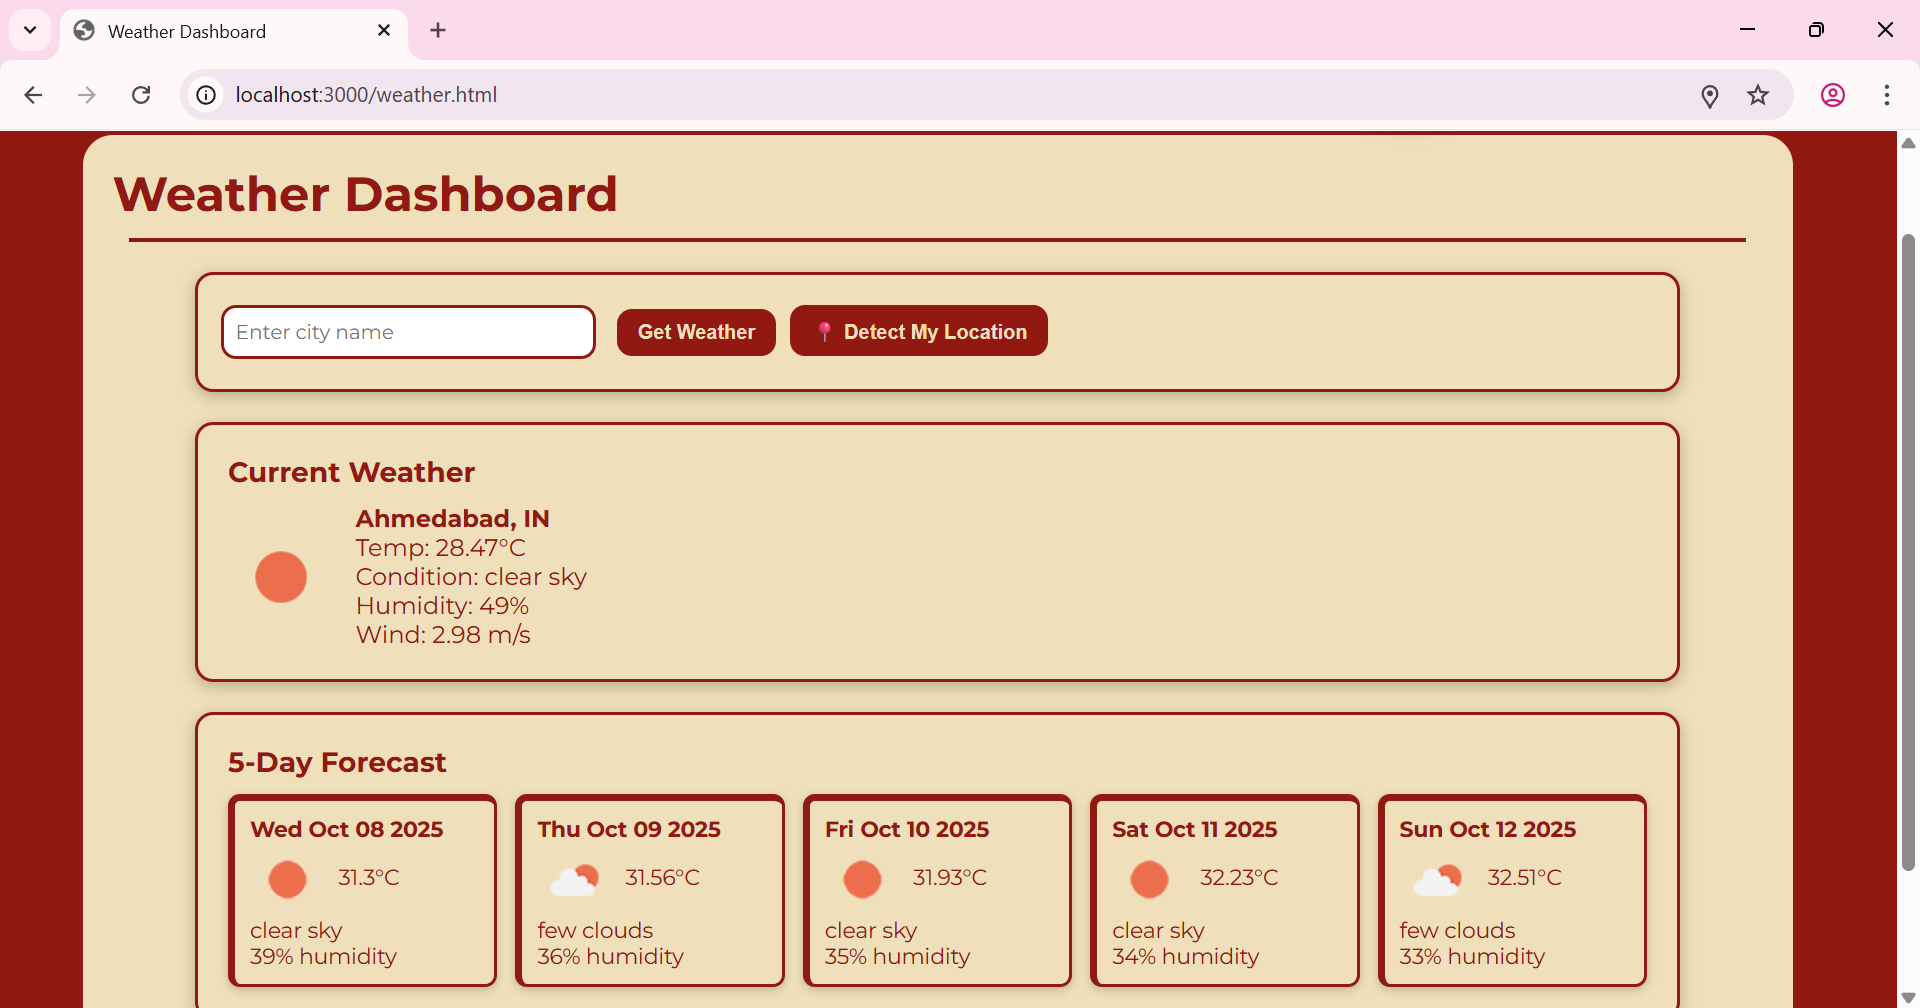 Weather Dashboard
localhost:3000/weather.html
Weather Dashboard
Enter city name
Get Weather
📍 Detect My Location
Current Weather
Ahmedabad, IN
Temp: 28.47°C
Condition: clear sky
Humidity: 49%
Wind: 2.98 m/s
5-Day Forecast
Wed Oct 08 2025
31.3°C
clear sky
39% humidity
Thu Oct 09 2025
31.56°C
few clouds
36% humidity
Fri Oct 10 2025
31.93°C
clear sky
35% humidity
Sat Oct 11 2025
32.23°C
clear sky
34% humidity
Sun Oct 12 2025
32.51°C
few clouds
33% humidity